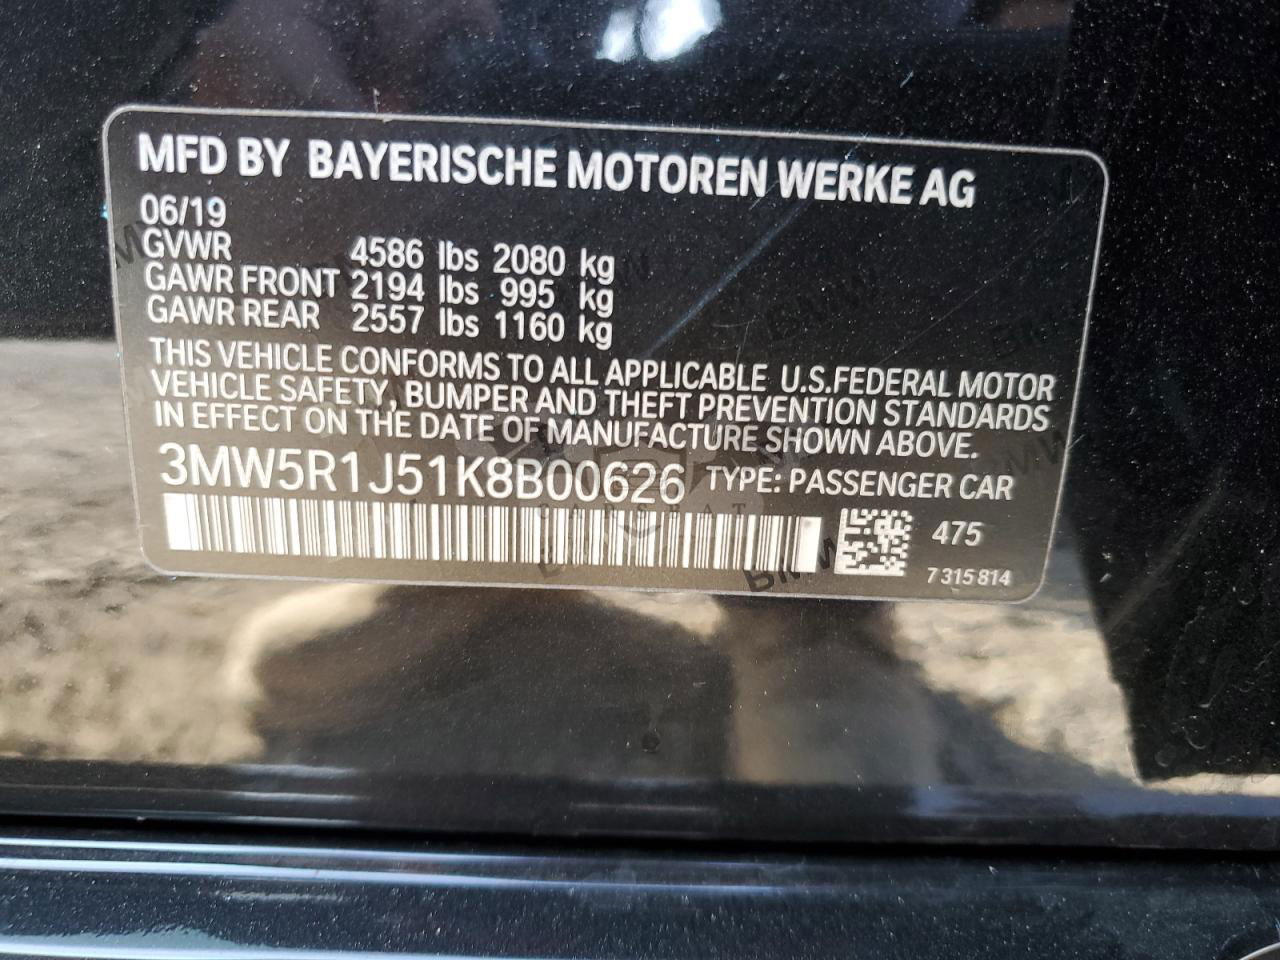 MFD BY BAYERISCHE MOTOREN WERKE AG
06/19
GVWR 4586 lbs 2080 kg
GAWR FRONT 2194 lbs 995 kg
GAWR REAR 2557 lbs 1160 kg
THIS VEHICLE CONFORMS TO ALL APPLICABLE U.S.FEDERAL MOTOR
VEHICLE SAFETY, BUMPER AND THEFT PREVENTION STANDARDS
IN EFFECT ON THE DATE OF MANUFACTURE SHOWN ABOVE.
3MW5R1J51K8B00626 TYPE: PASSENGER CAR
475
7 315 814